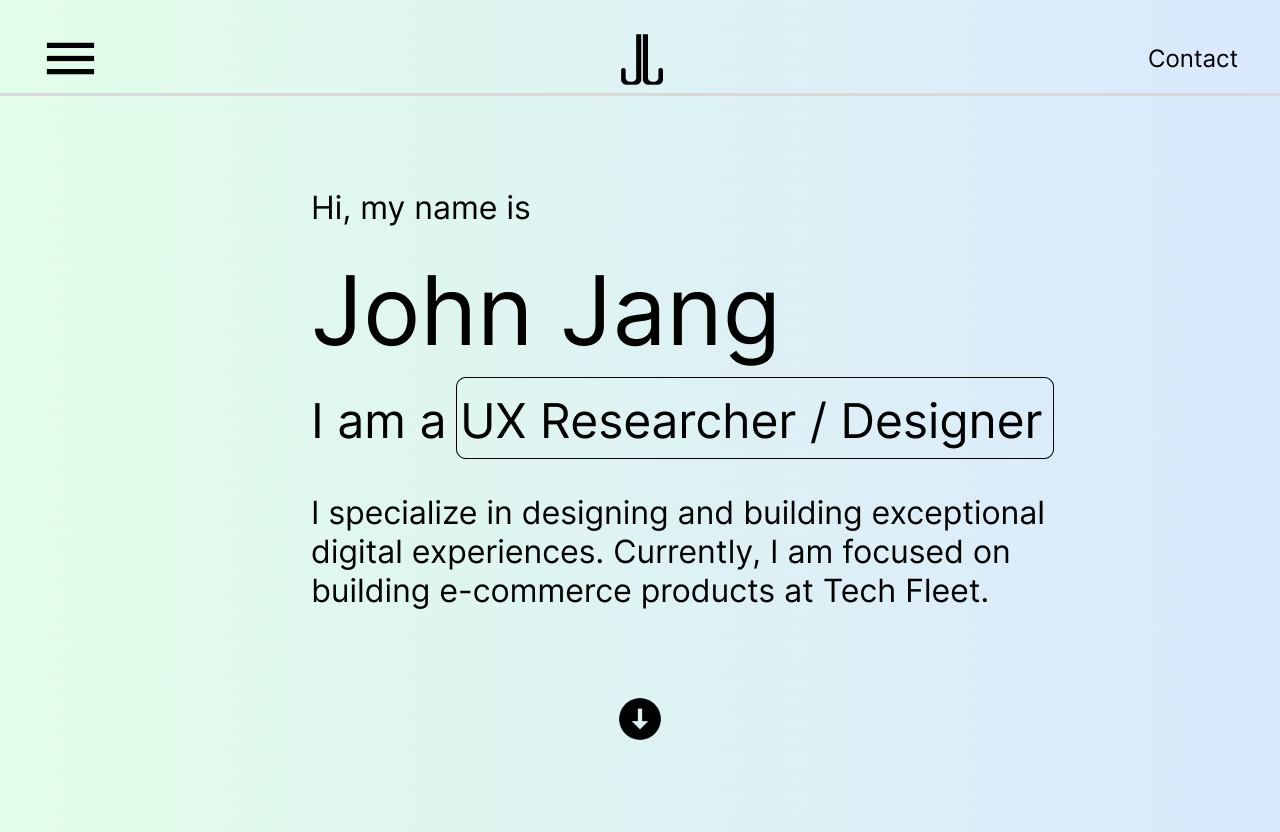 Contact
Hi, my name is
John Jang
I am a UX Researcher / Designer
I specialize in designing and building exceptional
digital experiences. Currently, I am focused on
building e-commerce products at Tech Fleet.